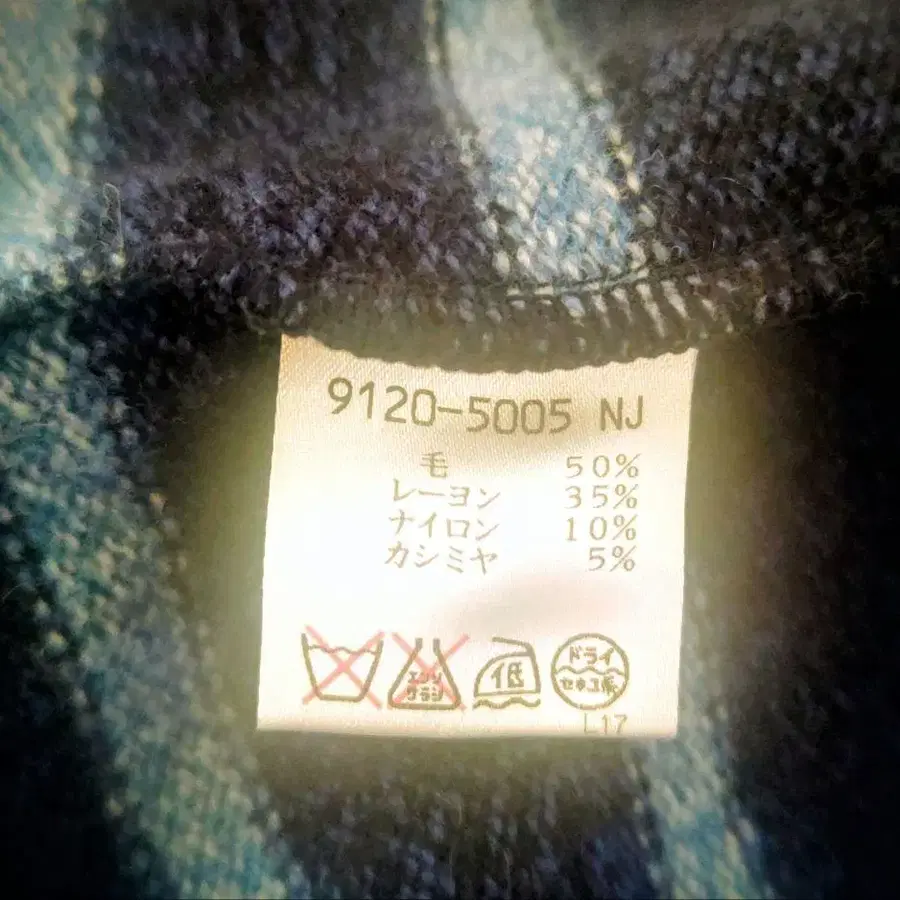 9120-5005 NJ
毛 50%
レーヨン 35%
ナイロン 10%
カシミヤ 5%
エンソ
サラシ
低
ドライ
セキユ系
L17